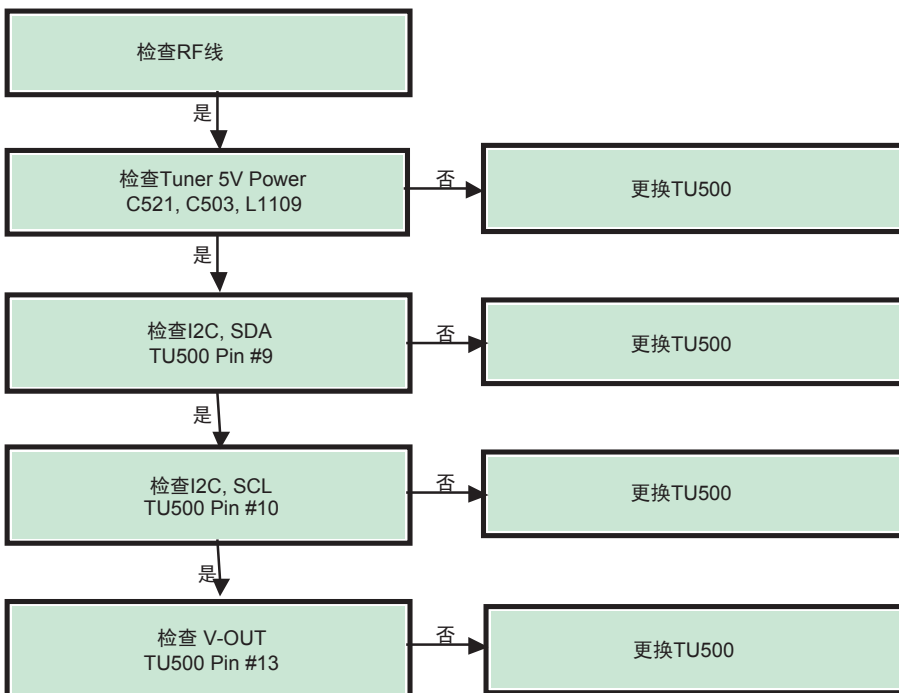 检查RF线
是
检查Tuner 5V Power
C521, C503, L1109
否
更换TU500
是
检查I2C, SDA
TU500 Pin #9
否
更换TU500
是
检查I2C, SCL
TU500 Pin #10
否
更换TU500
是
检查 V-OUT
TU500 Pin #13
否
更换TU500